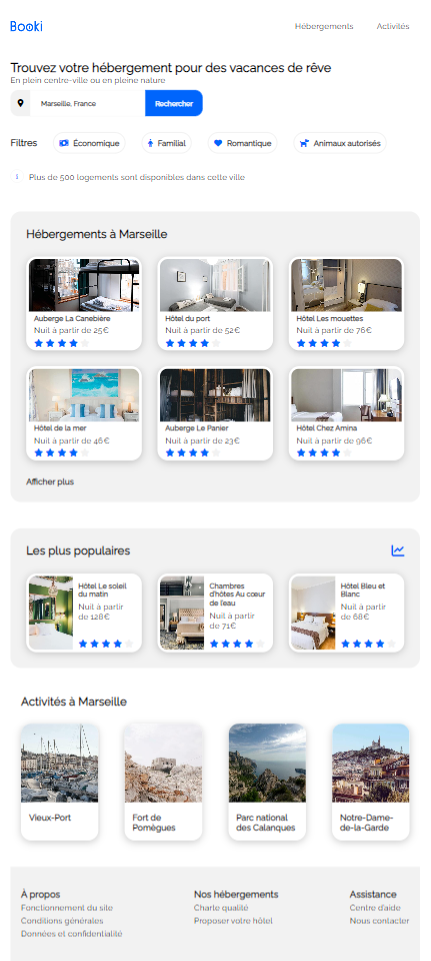 Booki
Hébergements Activités
Trouvez votre hébergement pour des vacances de rêve
En plein centre-ville ou en pleine nature
Marseille, France Rechercher
Filtres Économique Familial Romantique Animaux autorisés
i Plus de 500 logements sont disponibles dans cette ville
Hébergements à Marseille
Auberge La Canebière
Nuit à partir de 25€
Hôtel du port
Nuit à partir de 52€
Hôtel Les mouettes
Nuit à partir de 76€
Hôtel de la mer
Nuit à partir de 46€
Auberge Le Panier
Nuit à partir de 23€
Hôtel Chez Amina
Nuit à partir de 96€
Afficher plus
Les plus populaires
Hôtel Le soleil
du matin
Nuit à partir
de 128€
Chambres
d'hôtes Au cœur
de l'eau
Nuit à partir
de 71€
Hôtel Bleu et
Blanc
Nuit à partir
de 68€
Activités à Marseille
Vieux-Port
Fort de
Pomègues
Parc national
des Calanques
Notre-Dame-
de-la-Garde
À propos
Fonctionnement du site
Conditions générales
Données et confidentialité
Nos hébergements
Charte qualité
Proposer votre hôtel
Assistance
Centre d'aide
Nous contacter